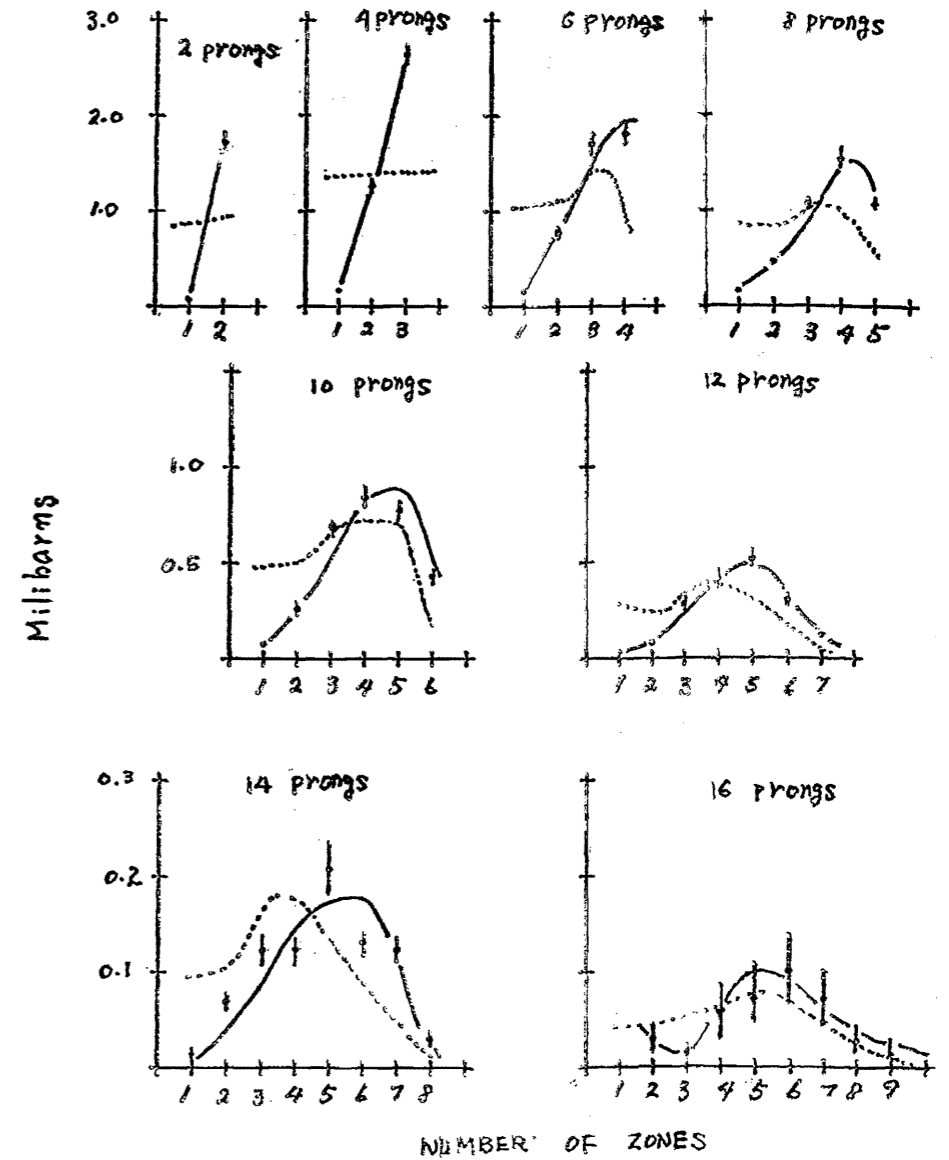 2 prongs
4 prongs
6 prongs
8 prongs
3.0
2.0
1.0
1 2
1 2 3
1 2 3 4
1 2 3 4 5
10 prongs
12 prongs
1.0
0.5
1 2 3 4 5 6
1 2 3 4 5 6 7
Milibarns
14 prongs
16 prongs
0.3
0.2
0.1
1 2 3 4 5 6 7 8
1 2 3 4 5 6 7 8 9
NUMBER OF ZONES